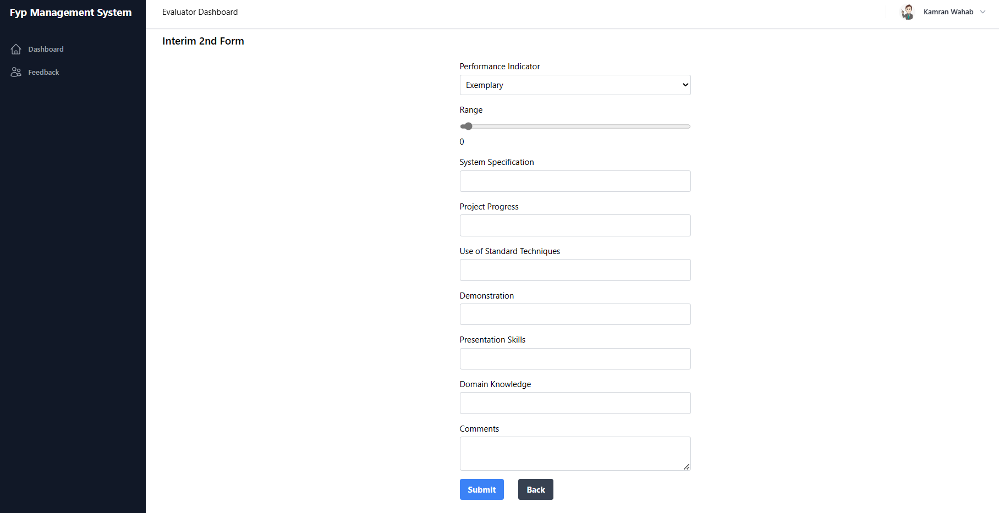 Fyp Management System
Evaluator Dashboard
Kamran Wahab
Dashboard
Feedback
Interim 2nd Form
Performance Indicator
Exemplary
Range
0
System Specification
Project Progress
Use of Standard Techniques
Demonstration
Presentation Skills
Domain Knowledge
Comments
Submit
Back